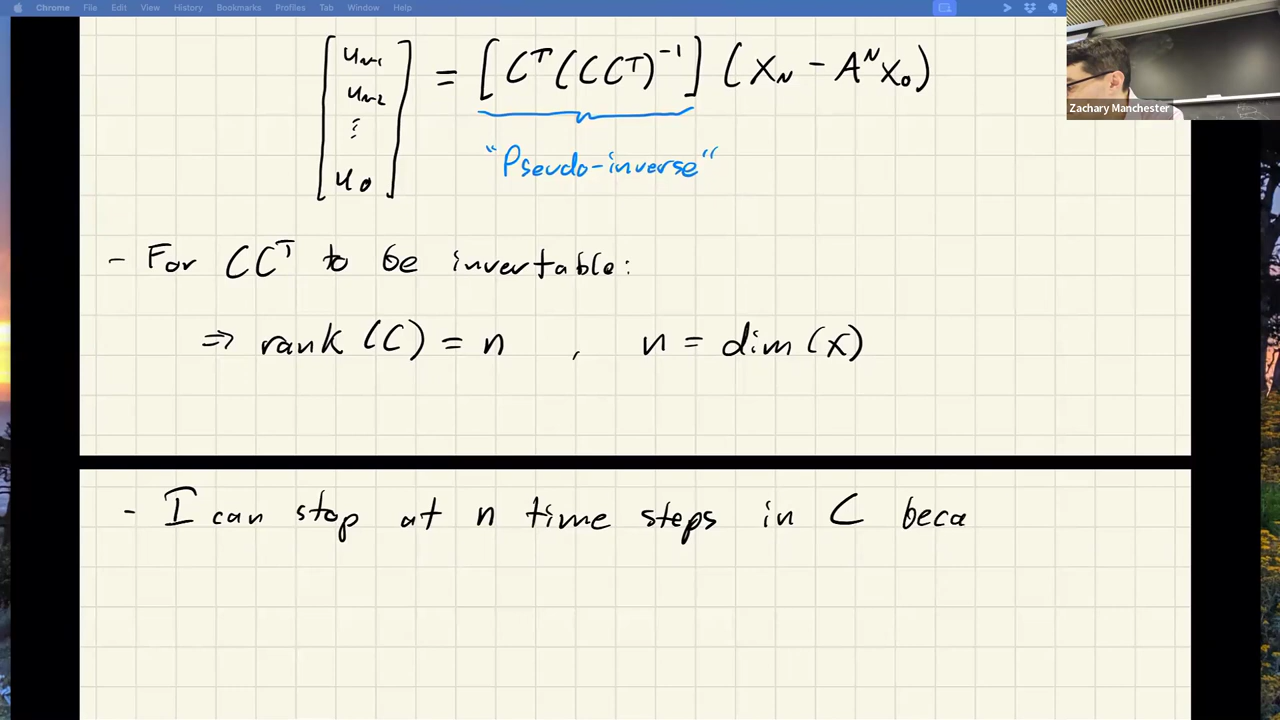 Chrome File Edit View History Bookmarks Profiles Tab Window Help
Zachary Manchester
[u_{N-1} u_{N-2} ⋮ u_0] = [C^T(CC^T)^{-1}] (x_N - A^N x_0)
"Pseudo-inverse"
- For CC^T to be invertable:
⇒ rank(C) = n , n = dim(x)
- I can stop at n time steps in C beca